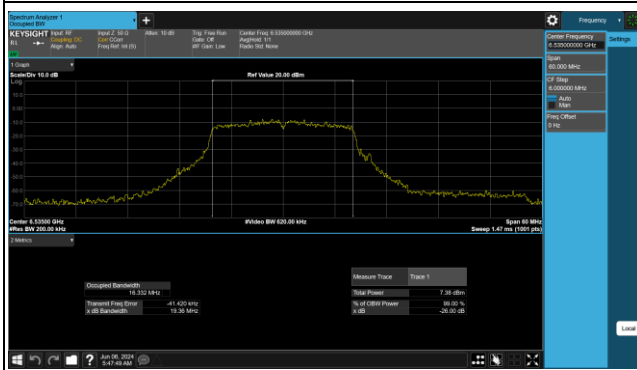 Spectrum Analyzer 1
Occupied BW
+
Frequency
KEYSIGHT
Input: RF
Input Z: 50 Ω
Atten: 10 dB
Trig: Free Run
Center Freq: 6.535000000 GHz
RL
Coupling: DC
Corr CCorr
Gate: Off
Avg|Hold: 1/1
Align: Auto
Freq Ref: Int (S)
#IF Gain: Low
Radio Std: None
Center Frequency
6.535000000 GHz
Settings
Span
60.000 MHz
CF Step
6.000000 MHz
Auto
Man
Freq Offset
0 Hz
1 Graph
Scale/Div 10.0 dB
Ref Value 20.00 dBm
Log
10.0
0.00
Center 6.53500 GHz
#Video BW 620.00 kHz
Span 60 MHz
#Res BW 200.00 kHz
Sweep 1.47 ms (1001 pts)
2 Metrics
Measure Trace
Trace 1
Occupied Bandwidth
16.332 MHz
Total Power
7.36 dBm
Transmit Freq Error
-41.420 kHz
% of OBW Power
99.00 %
x dB Bandwidth
19.36 MHz
x dB
-26.00 dB
Local
?
Jun 06, 2024
5:47:49 AM